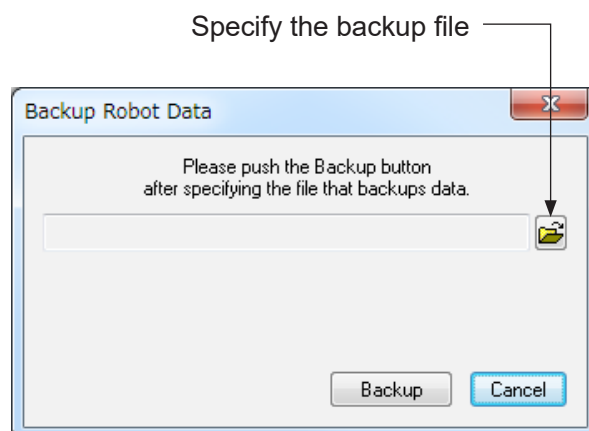 Specify the backup file
Backup Robot Data
Please push the Backup button
after specifying the file that backups data.
Backup
Cancel